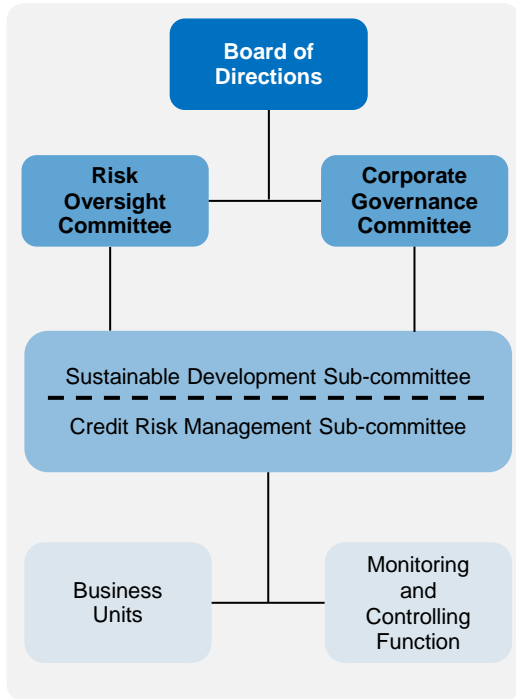 Board of
Directions
Risk
Oversight
Committee
Corporate
Governance
Committee
Sustainable Development Sub-committee
Credit Risk Management Sub-committee
Business
Units
Monitoring
and
Controlling
Function